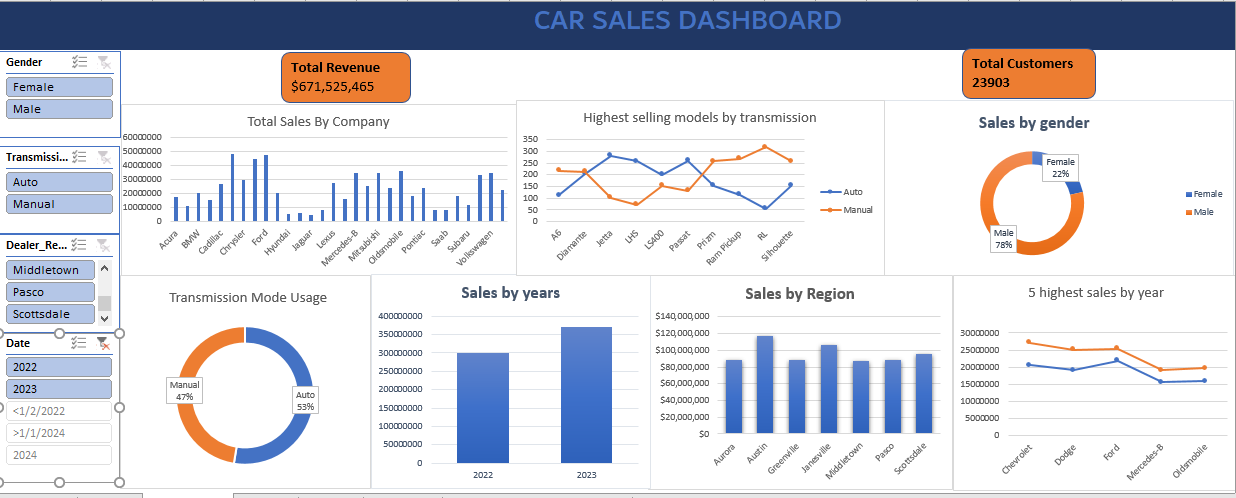 CAR SALES DASHBOARD
Gender
Female
Male
Transmissi...
Auto
Manual
Dealer_Re...
Middletown
Pasco
Scottsdale
Date
2022
2023
<1/2/2022
>1/1/2024
2024
Total Revenue
$671,525,465
Total Customers
23903
Total Sales By Company
60000000
50000000
40000000
30000000
20000000
10000000
0
Acura
BMW
Cadillac
Chrysler
Ford
Hyundai
Jaguar
Lexus
Mercedes-B
Mitsubishi
Oldsmobile
Pontiac
Saab
Subaru
Volkswagen
Highest selling models by transmission
350
300
250
200
150
100
50
0
A6
Diamante
Jetta
LHS
LS400
Passat
Prizm
Ram Pickup
RL
Silhouette
Auto
Manual
Sales by gender
Female
22%
Male
78%
Female
Male
Transmission Mode Usage
Manual
47%
Auto
53%
Sales by years
400000000
350000000
300000000
250000000
200000000
150000000
100000000
50000000
0
2022
2023
Sales by Region
$140,000,000
$120,000,000
$100,000,000
$80,000,000
$60,000,000
$40,000,000
$20,000,000
$0
Aurora
Austin
Greenville
Janesville
Middletown
Pasco
Scottsdale
5 highest sales by year
30000000
25000000
20000000
15000000
10000000
5000000
0
Chevrolet
Dodge
Ford
Mercedes-B
Oldsmobile